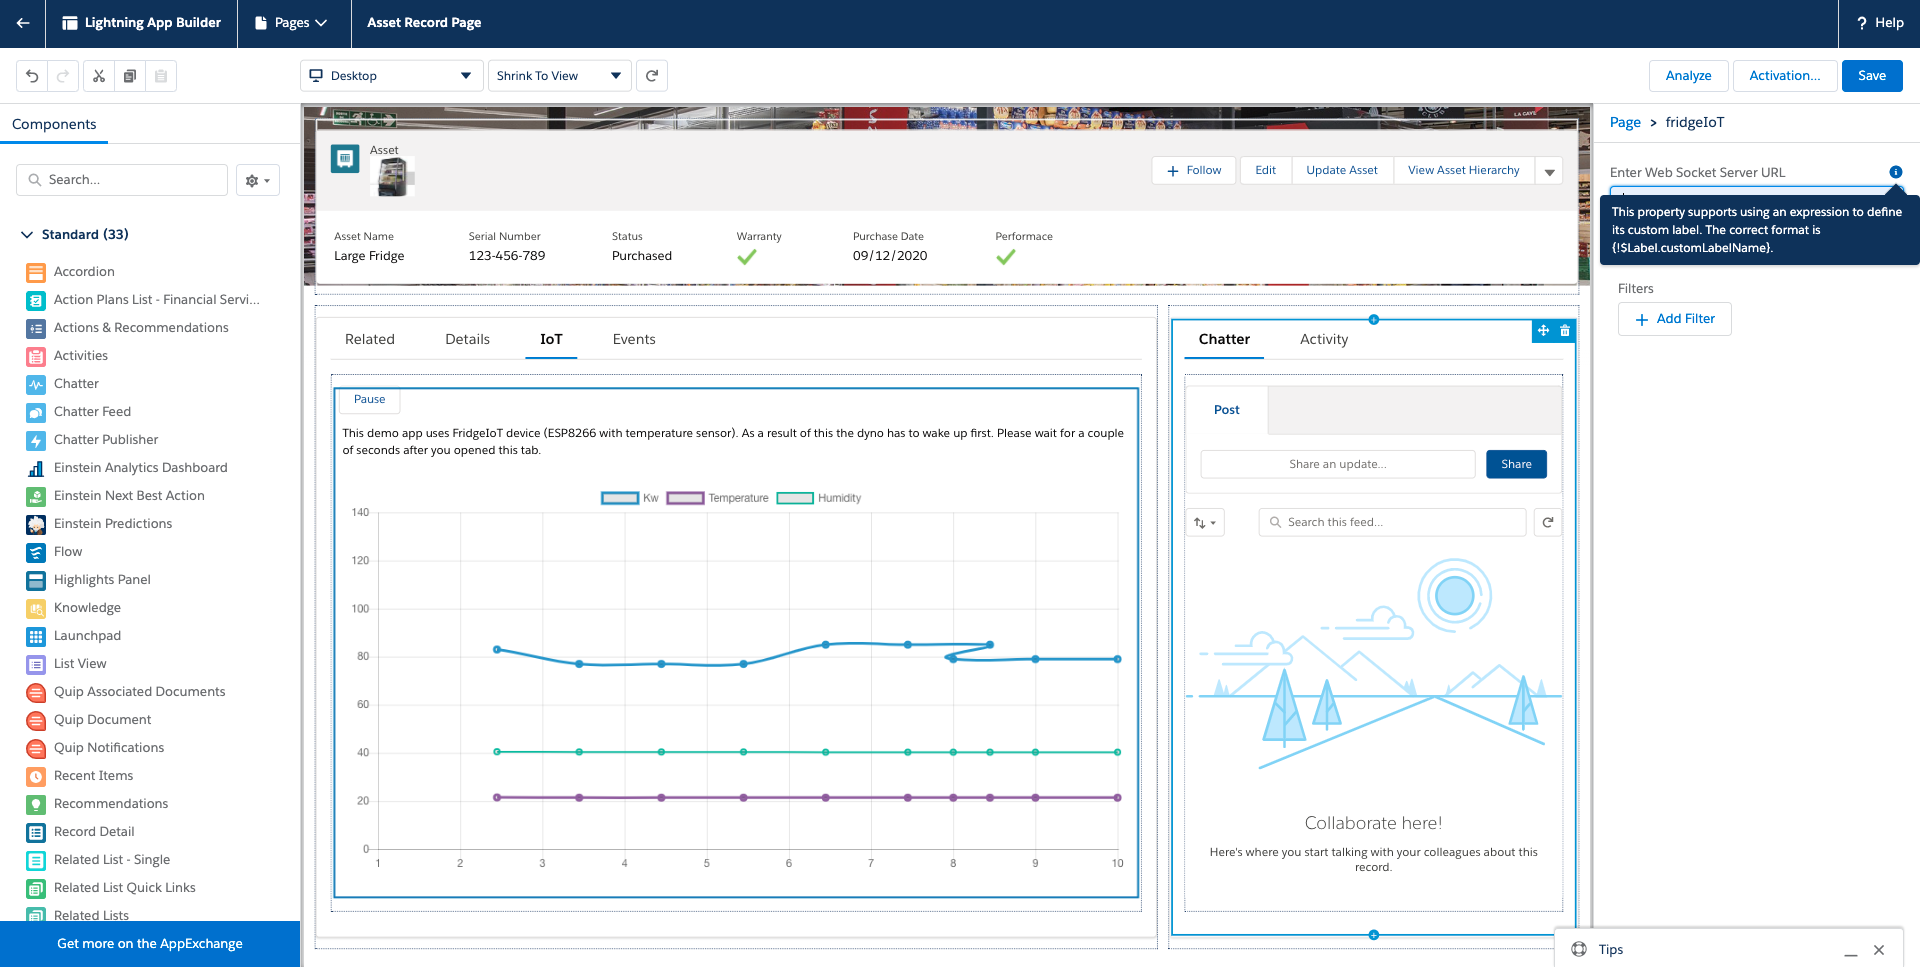 Lightning App Builder
Pages
Asset Record Page
? Help
Desktop
Shrink To View
Analyze
Activation...
Save
Components
Search...
Standard (33)
Accordion
Action Plans List - Financial Servi...
Actions & Recommendations
Activities
Chatter
Chatter Feed
Chatter Publisher
Einstein Analytics Dashboard
Einstein Next Best Action
Einstein Predictions
Flow
Highlights Panel
Knowledge
Launchpad
List View
Quip Associated Documents
Quip Document
Quip Notifications
Recent Items
Recommendations
Record Detail
Related List - Single
Related List Quick Links
Related Lists
Get more on the AppExchange
LA CAVE
Asset
Follow
Edit
Update Asset
View Asset Hierarchy
Asset Name
Large Fridge
Serial Number
123-456-789
Status
Purchased
Warranty
Purchase Date
09/12/2020
Performace
Related
Details
IoT
Events
Pause
This demo app uses FridgeIoT device (ESP8266 with temperature sensor). As a result of this the dyno has to wake up first. Please wait for a couple
of seconds after you opened this tab.
Kw
Temperature
Humidity
140
120
100
80
60
40
20
0
1 2 3 4 5 6 7 8 9 10
Chatter
Activity
Post
Share an update...
Share
Search this feed...
Collaborate here!
Here's where you start talking with your colleagues about this
record.
Page > fridgeIoT
Enter Web Socket Server URL
This property supports using an expression to define
its custom label. The correct format is
{!$Label.customLabelName}.
Filters
Add Filter
Tips